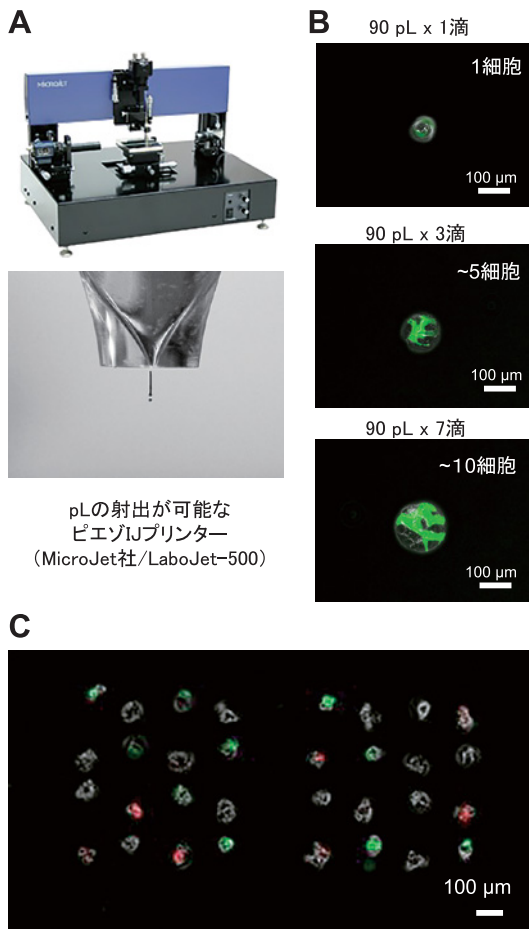 A
MICROJET
pLの射出が可能な
ピエゾIJプリンター
（MicroJet社/LaboJet-500）
B
90 pL x 1滴
1細胞
100 µm
90 pL x 3滴
~5細胞
100 µm
90 pL x 7滴
~10細胞
100 µm
C
100 µm